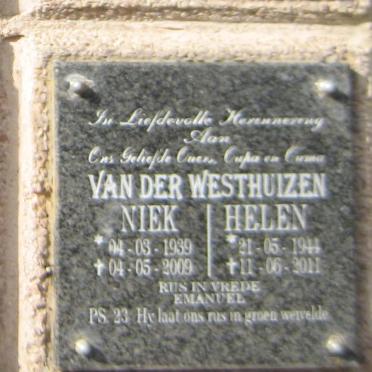 In Liefdevolle Herinnering
Aan
Ons Geliefde Ouers, Oupa en Ouma
VAN DER WESTHUIZEN
NIEK | HELEN
* 04-03-1939 * 21-05-1944
✝ 04-05-2009 ✝ 11-06-2011
RUS IN VREDE
EMANUEL
PS. 23 Hy laat ons rus in groen weivelde